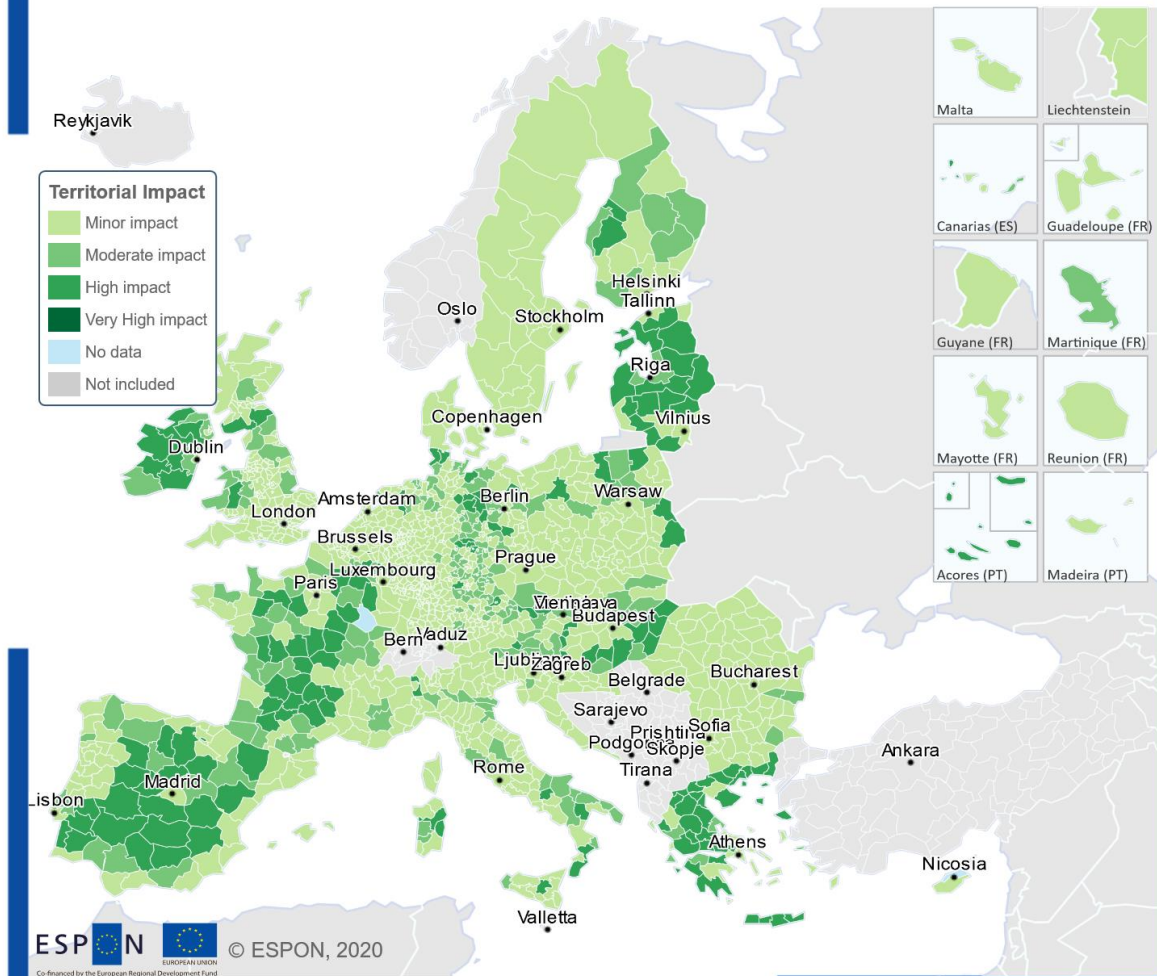 Reykjavik
Territorial Impact
Minor impact
Moderate impact
High impact
Very High impact
No data
Not included
Malta
Liechtenstein
Canarias (ES)
Guadeloupe (FR)
Guyane (FR)
Martinique (FR)
Mayotte (FR)
Reunion (FR)
Acores (PT)
Madeira (PT)
Oslo
Helsinki
Tallinn
Stockholm
Riga
Copenhagen
Vilnius
Dublin
Amsterdam
Berlin
Warsaw
London
Brussels
Prague
Luxembourg
Paris
Budapest
Bern
Vaduz
Zagreb
Bucharest
Belgrade
Sarajevo
Sofia
Skopje
Tirana
Ankara
Rome
Madrid
Lisbon
Athens
Nicosia
Valletta
ESPON
EUROPEAN UNION
© ESPON, 2020
Co-financed by the European Regional Development Fund